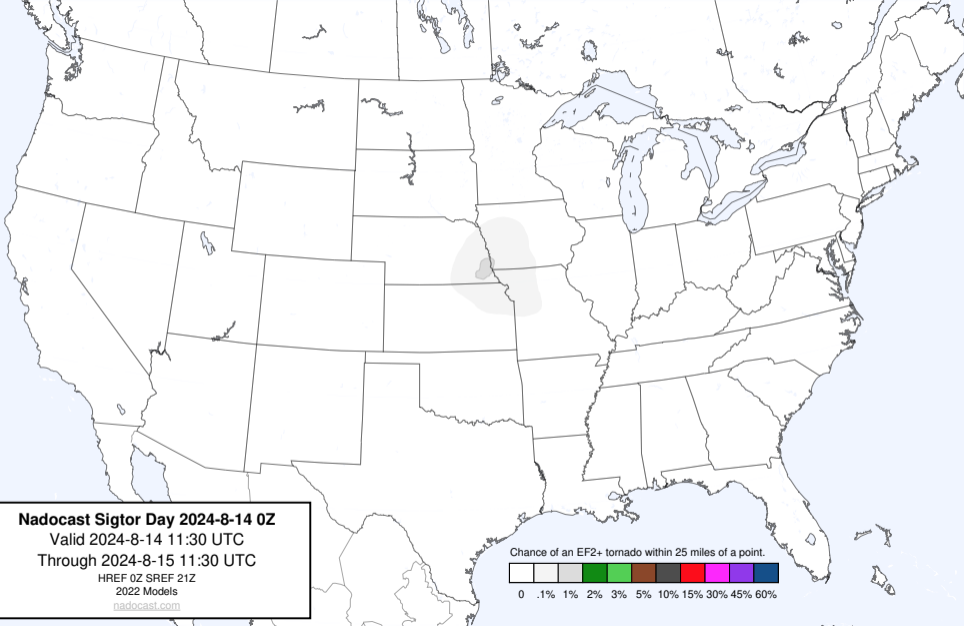 Nadocast Sigtor Day 2024-8-14 0Z
Valid 2024-8-14 11:30 UTC
Through 2024-8-15 11:30 UTC
HREF 0Z SREF 21Z
2022 Models
nadocast.com
Chance of an EF2+ tornado within 25 miles of a point.
0 .1% 1% 2% 3% 5% 10% 15% 30% 45% 60%